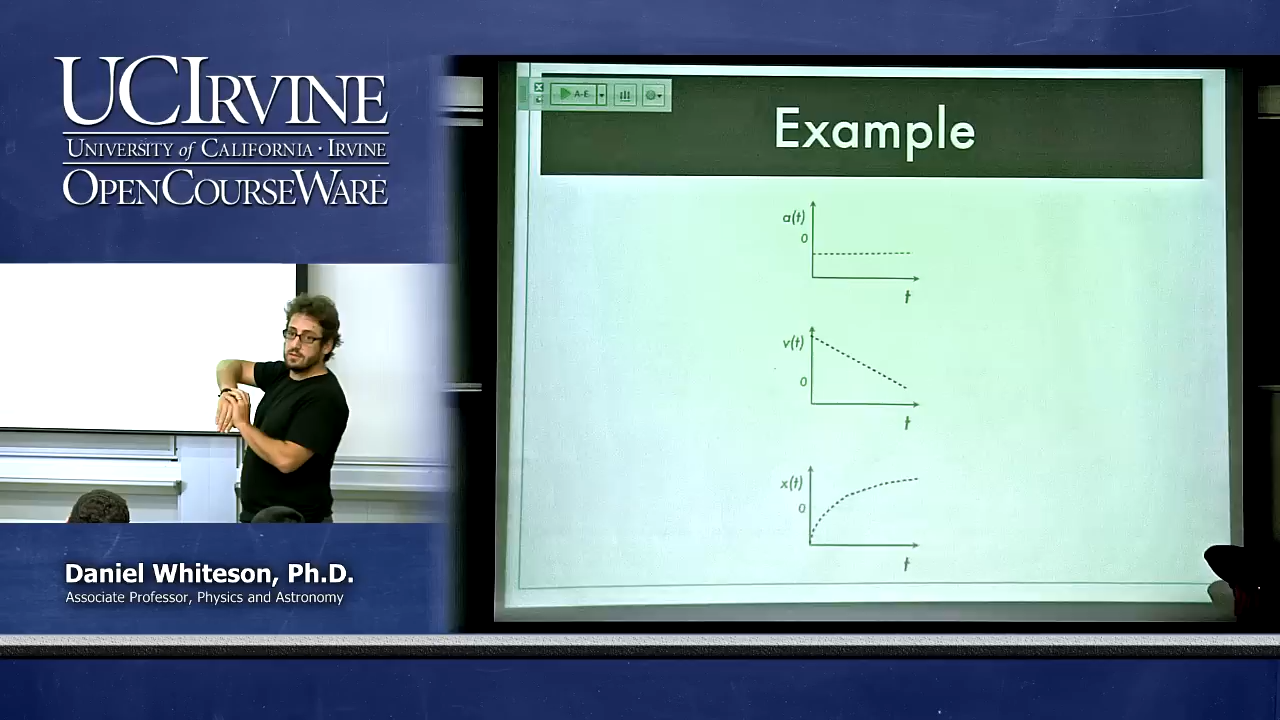 UCIRVINE
UNIVERSITY of CALIFORNIA · IRVINE
OPENCOURSEWARE
Daniel Whiteson, Ph.D.
Associate Professor, Physics and Astronomy
A-E
Example
a(t)
0
t
v(t)
0
t
x(t)
0
t